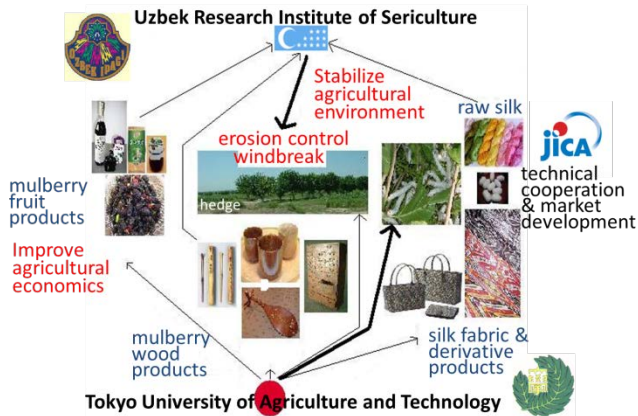 Uzbek Research Institute of Sericulture
Stabilize
agricultural
environment
raw silk
erosion control
windbreak
jICA
hedge
mulberry
fruit
products
technical
cooperation
& market
development
Improve
agricultural
economics
mulberry
wood
products
silk fabric &
derivative
products
Tokyo University of Agriculture and Technology